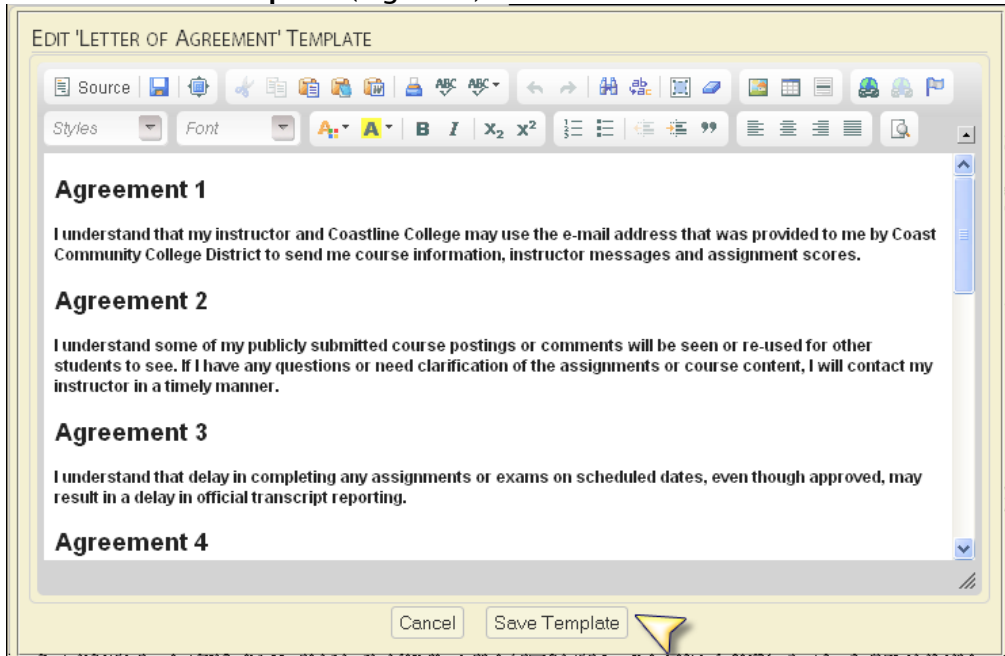 EDIT 'LETTER OF AGREEMENT' TEMPLATE
Source ABC ABC
Styles Font A A B I X₂ X²
Agreement 1
I understand that my instructor and Coastline College may use the e-mail address that was provided to me by Coast
Community College District to send me course information, instructor messages and assignment scores.
Agreement 2
I understand some of my publicly submitted course postings or comments will be seen or re-used for other
students to see. If I have any questions or need clarification of the assignments or course content, I will contact my
instructor in a timely manner.
Agreement 3
I understand that delay in completing any assignments or exams on scheduled dates, even though approved, may
result in a delay in official transcript reporting.
Agreement 4
Cancel Save Template